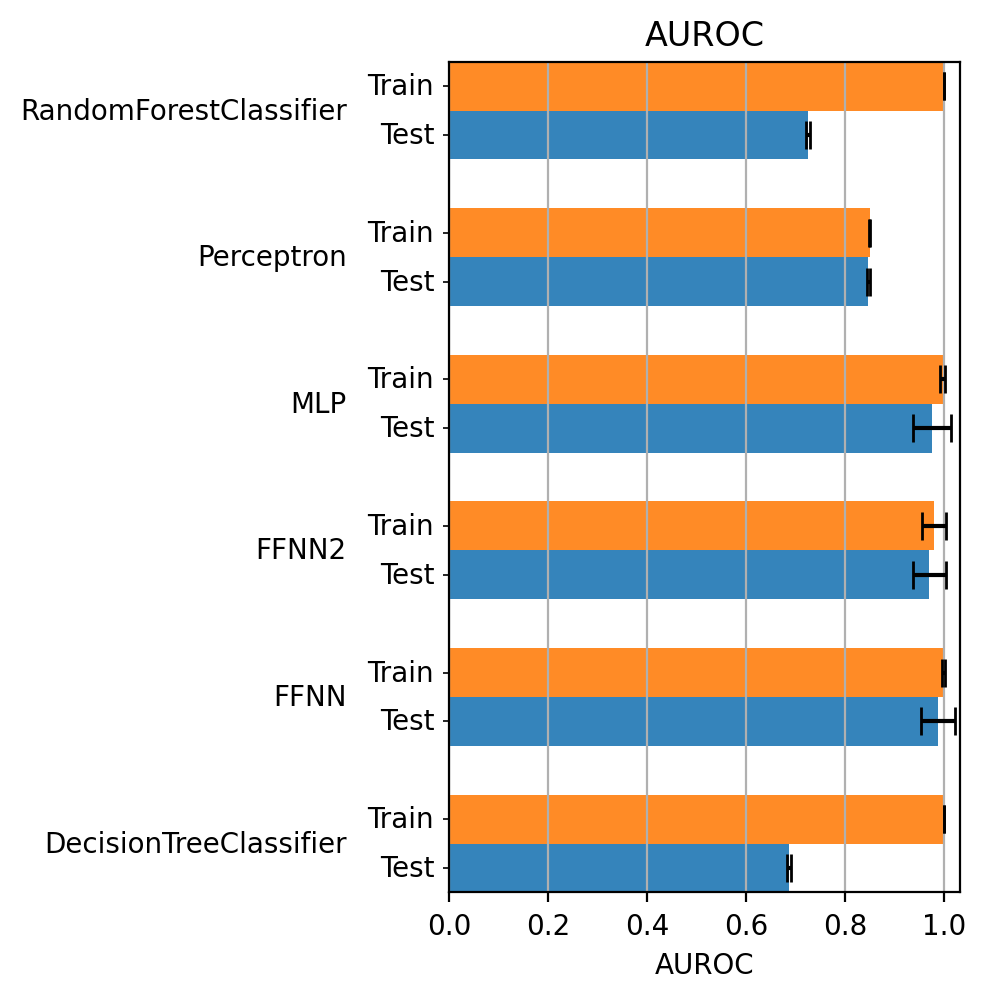 AUROC
RandomForestClassifier
Train
Test
Perceptron
Train
Test
MLP
Train
Test
FFNN2
Train
Test
FFNN
Train
Test
DecisionTreeClassifier
Train
Test
0.0 0.2 0.4 0.6 0.8 1.0
AUROC